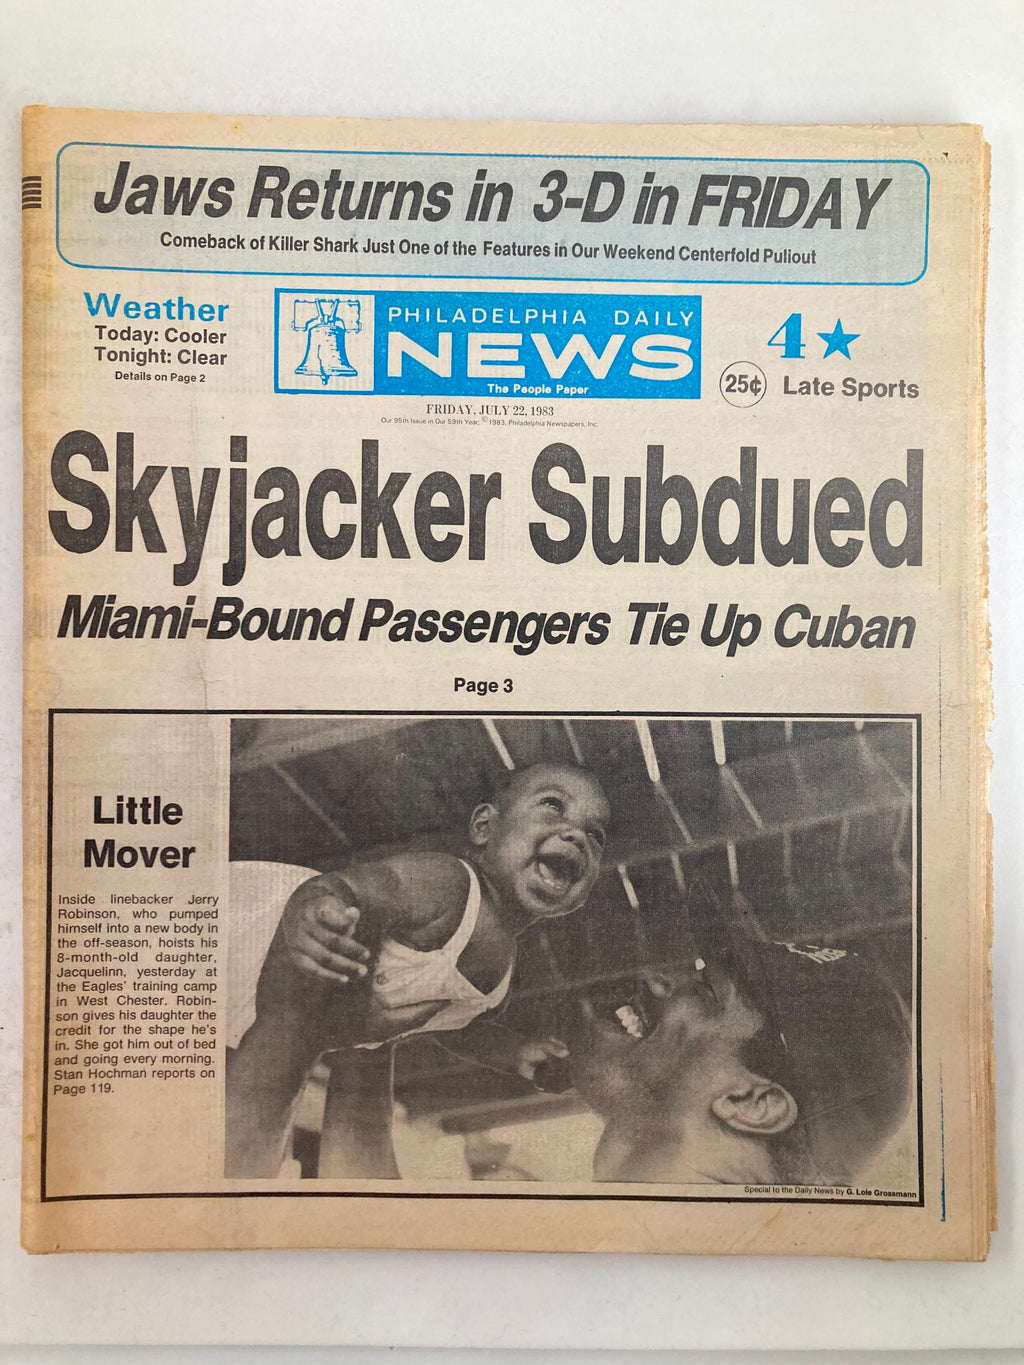 Jaws Returns in 3-D in FRIDAY
Comeback of Killer Shark Just One of the Features in Our Weekend Centerfold Pullout
Weather
Today: Cooler
Tonight: Clear
Details on Page 2
PHILADELPHIA DAILY
NEWS
The People Paper
4★
25¢ Late Sports
FRIDAY, JULY 22, 1983
Our 95th Issue in Our 59th Year, ©1983, Philadelphia Newspapers, Inc.
Skyjacker Subdued
Miami-Bound Passengers Tie Up Cuban
Page 3
Little
Mover
Inside linebacker Jerry
Robinson, who pumped
himself into a new body in
the off-season, hoists his
8-month-old daughter,
Jacquelinn, yesterday at
the Eagles' training camp
in West Chester. Robin-
son gives his daughter the
credit for the shape he's
in. She got him out of bed
and going every morning.
Stan Hochman reports on
Page 119.
Special to the Daily News by G. Loie Grossmann